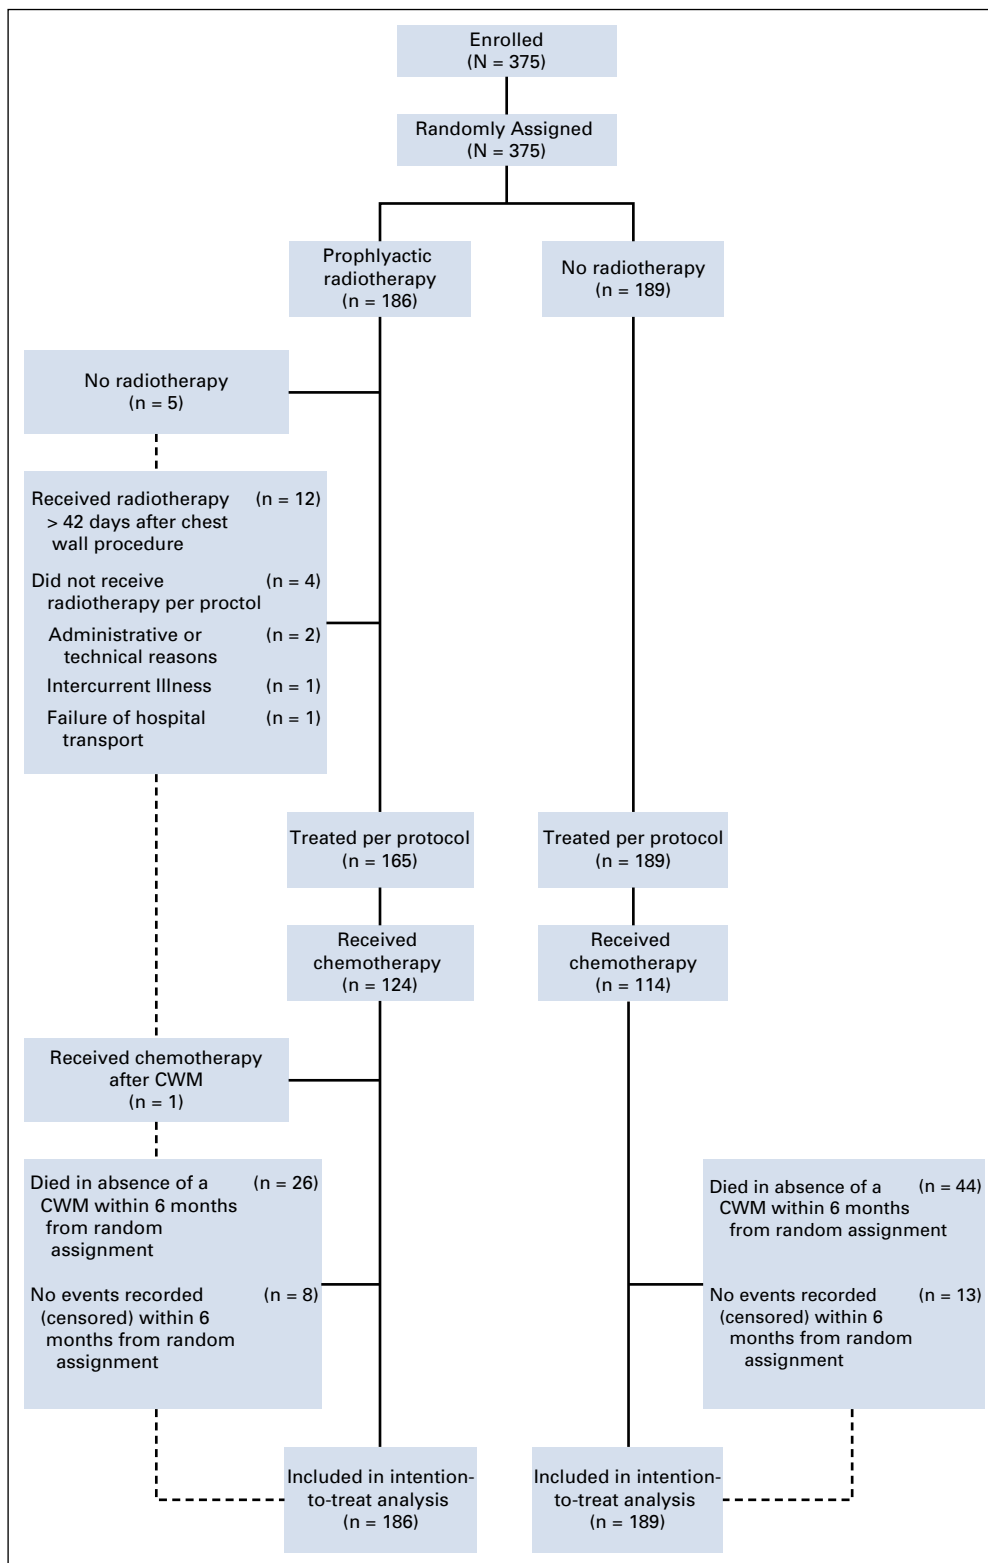 Enrolled
(N = 375)
Randomly Assigned
(N = 375)
Prophlyactic
radiotherapy
(n = 186)
No radiotherapy
(n = 189)
No radiotherapy
(n = 5)
Received radiotherapy (n = 12)
> 42 days after chest
wall procedure
Did not receive (n = 4)
radiotherapy per proctol
Administrative or (n = 2)
technical reasons
Intercurrent Illness (n = 1)
Failure of hospital (n = 1)
transport
Treated per protocol
(n = 165)
Treated per protocol
(n = 189)
Received
chemotherapy
(n = 124)
Received
chemotherapy
(n = 114)
Received chemotherapy
after CWM
(n = 1)
Died in absence of a (n = 26)
CWM within 6 months
from random
assignment
No events recorded (n = 8)
(censored) within 6
months from random
assignment
Died in absence of a (n = 44)
CWM within 6 months
from random assignment
No events recorded (n = 13)
(censored) within 6
months from random
assignment
Included in intention-
to-treat analysis
(n = 186)
Included in intention-
to-treat analysis
(n = 189)